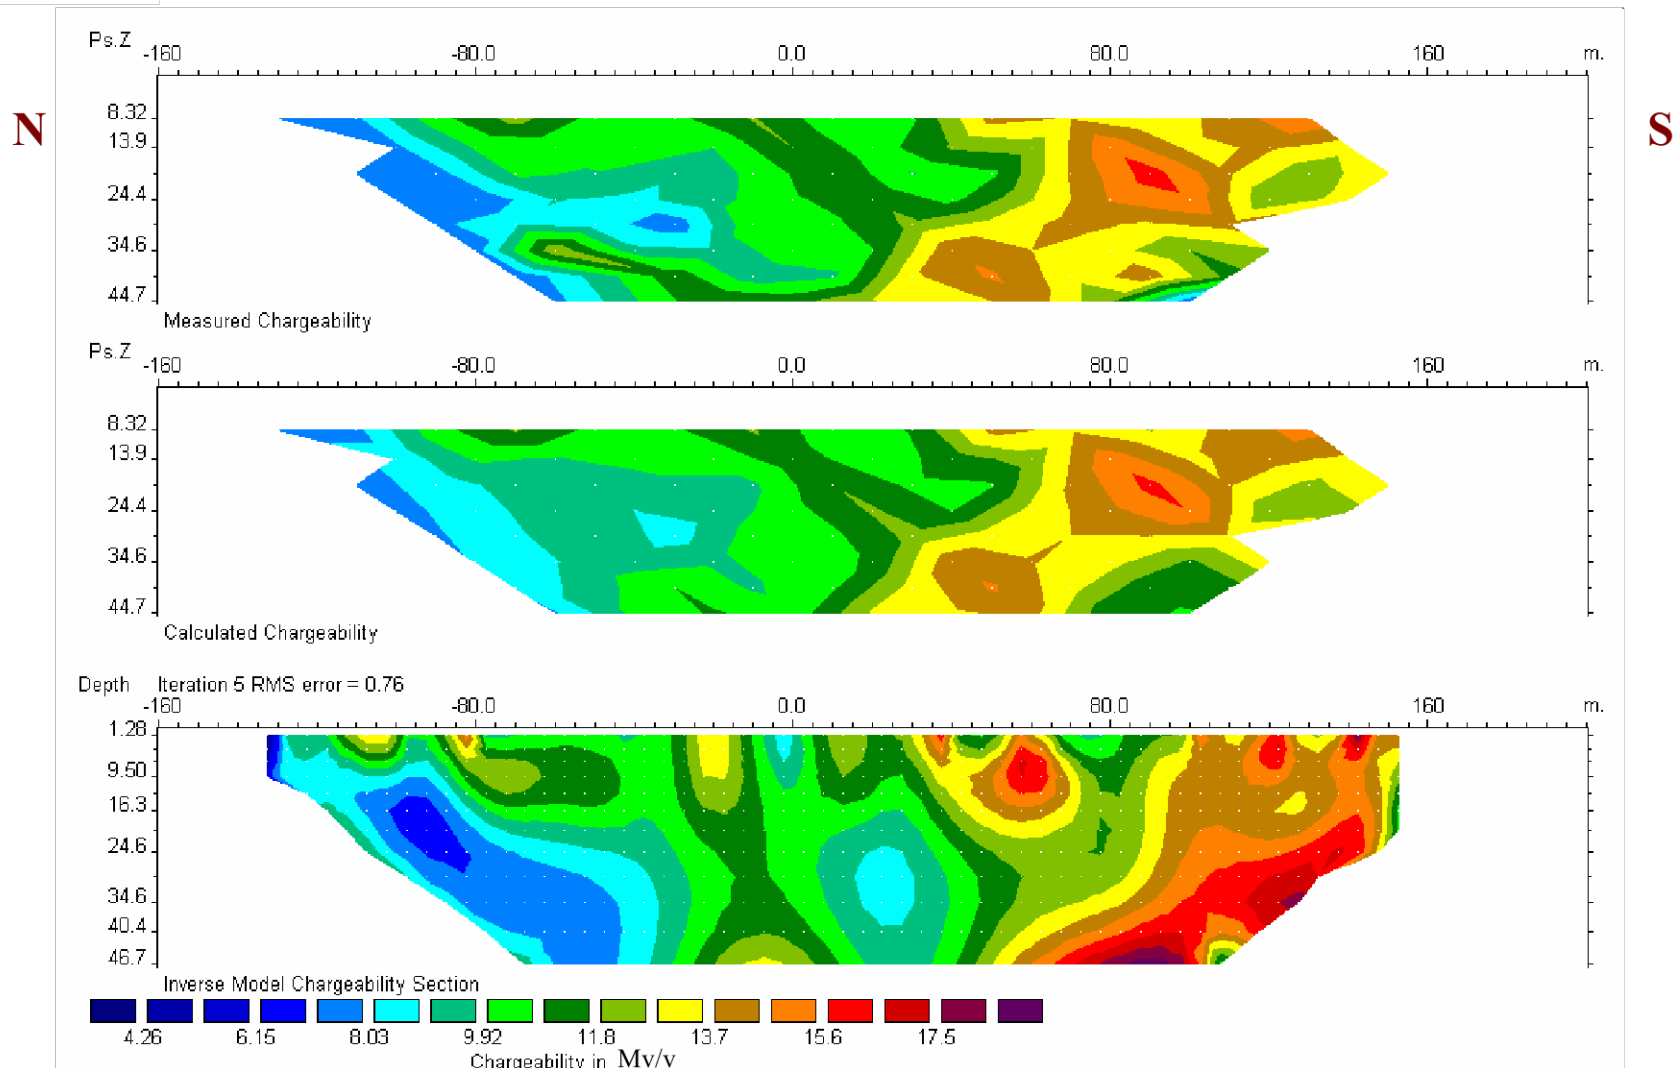 Ps.Z
-160 -80.0 0.0 80.0 160 m.
N
S
8.32
13.9
24.4
34.6
44.7
Measured Chargeability
Ps.Z
-160 -80.0 0.0 80.0 160 m.
8.32
13.9
24.4
34.6
44.7
Calculated Chargeability
Depth Iteration 5 RMS error = 0.76
-160 -80.0 0.0 80.0 160 m.
1.28
9.50
16.3
24.6
34.6
40.4
46.7
Inverse Model Chargeability Section
4.26 6.15 8.03 9.92 11.8 13.7 15.6 17.5
Chargeability in Mv/v